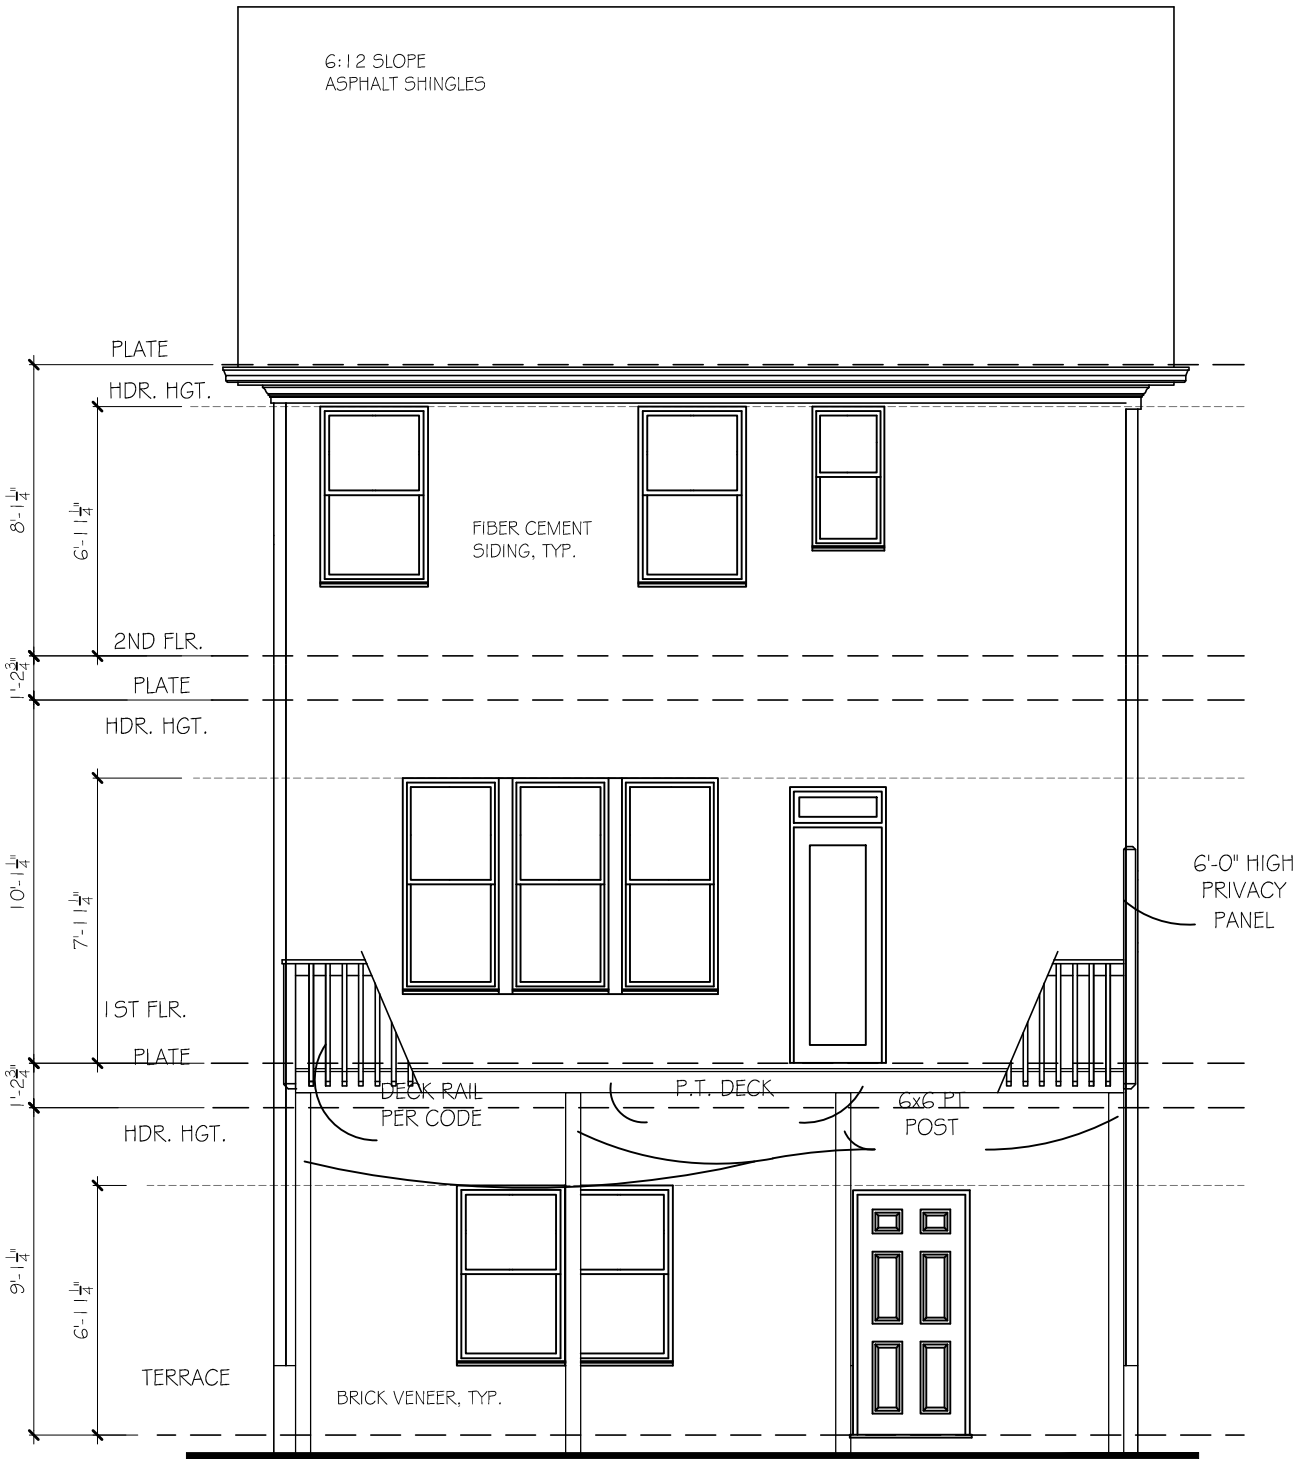 6:12 SLOPE
ASPHALT SHINGLES
PLATE
HDR. HGT.
8'-1 1/4"
6'-11 1/4"
FIBER CEMENT
SIDING, TYP.
2ND FLR.
1'-2 3/4"
PLATE
HDR. HGT.
10'-1 1/4"
7'-11 1/4"
6'-0" HIGH
PRIVACY
PANEL
1ST FLR.
PLATE
1'-2 3/4"
DECK RAIL
PER CODE
P.T. DECK
6x6 PT
POST
HDR. HGT.
9'-1 1/4"
6'-11 1/4"
TERRACE
BRICK VENEER, TYP.